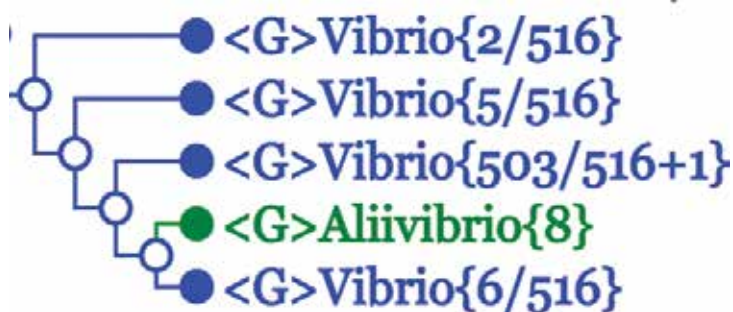 <G>Vibrio{2/516}
<G>Vibrio{5/516}
<G>Vibrio{503/516+1}
<G>Aliivibrio{8}
<G>Vibrio{6/516}